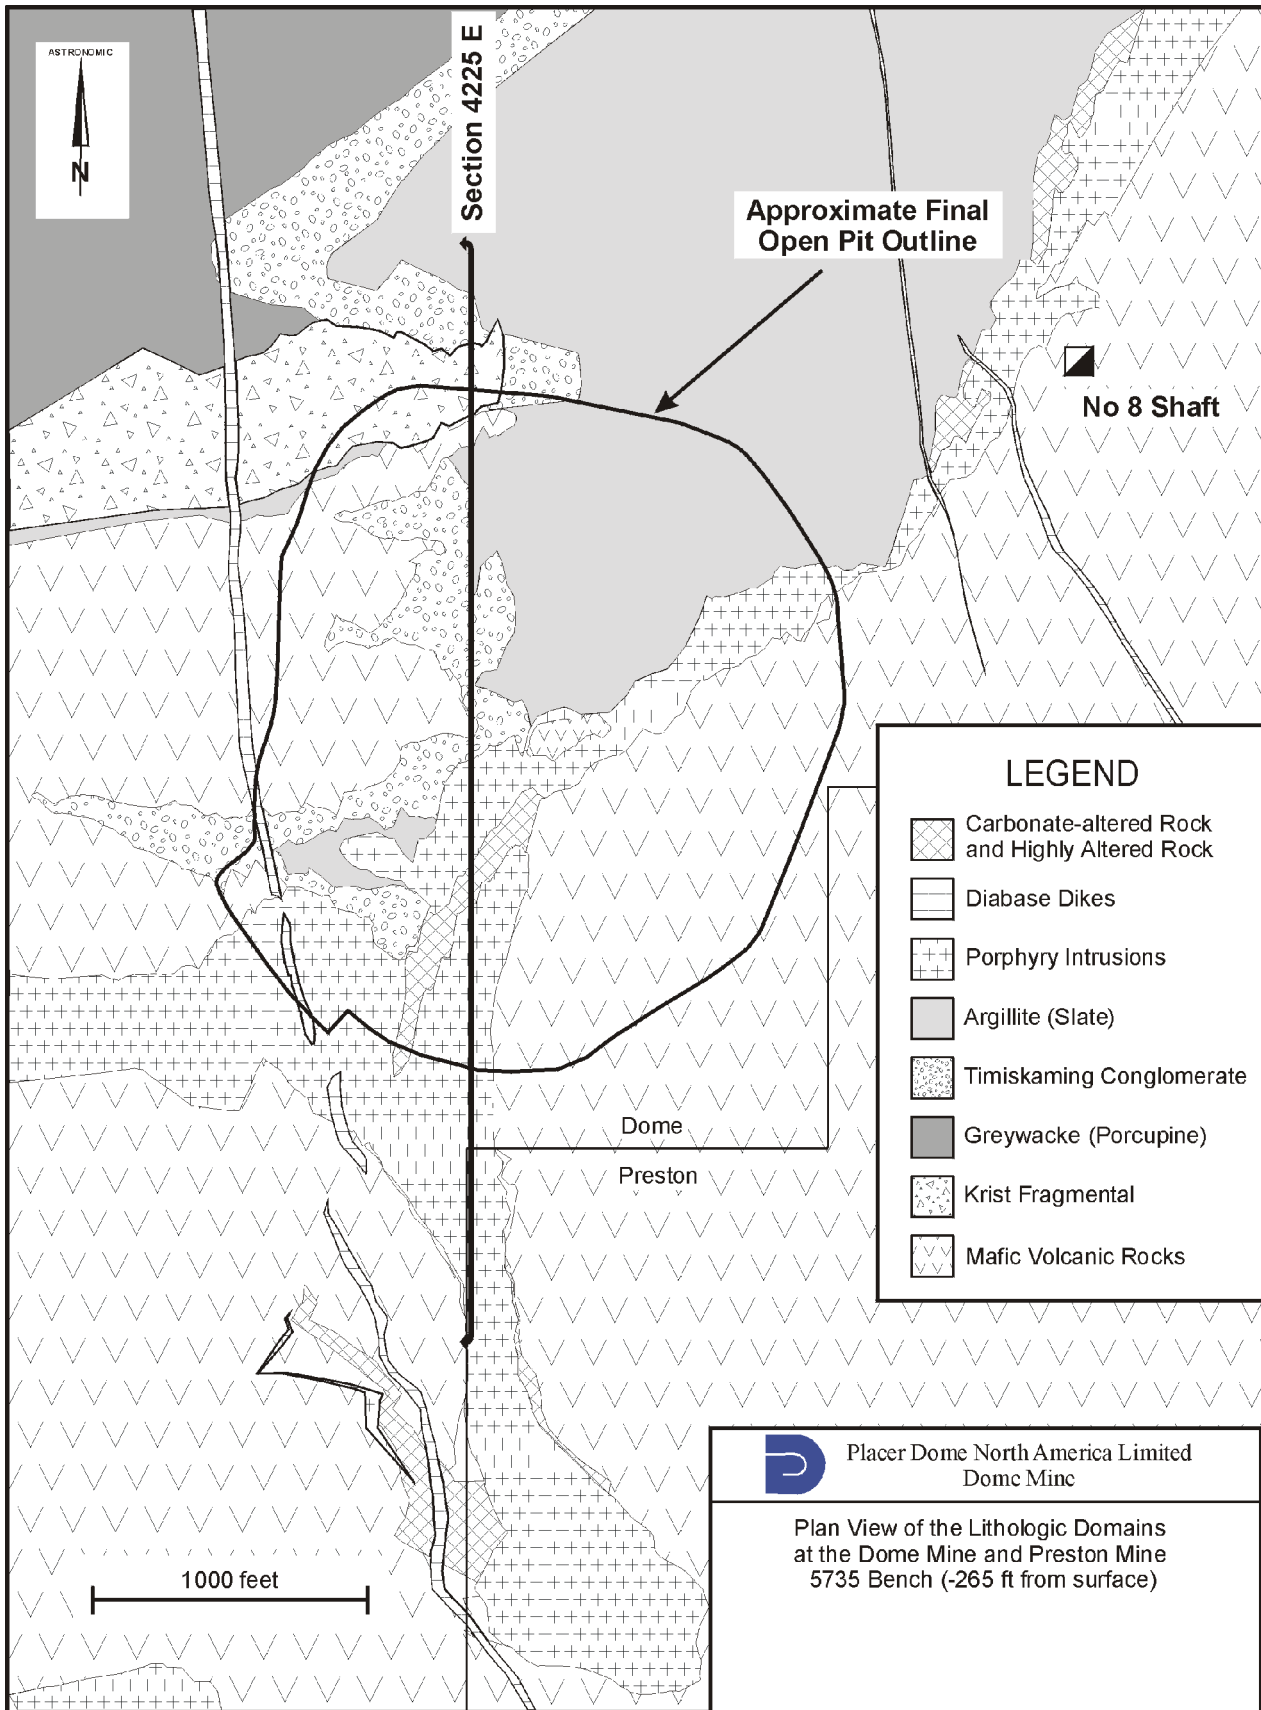 ASTRONOMIC
N
Section 4225 E
Approximate Final
Open Pit Outline
No 8 Shaft
LEGEND
Carbonate-altered Rock
and Highly Altered Rock
Diabase Dikes
Porphyry Intrusions
Argillite (Slate)
Timiskaming Conglomerate
Greywacke (Porcupine)
Krist Fragmental
Mafic Volcanic Rocks
Dome
Preston
1000 feet
Placer Dome North America Limited
Dome Mine
Plan View of the Lithologic Domains
at the Dome Mine and Preston Mine
5735 Bench (-265 ft from surface)